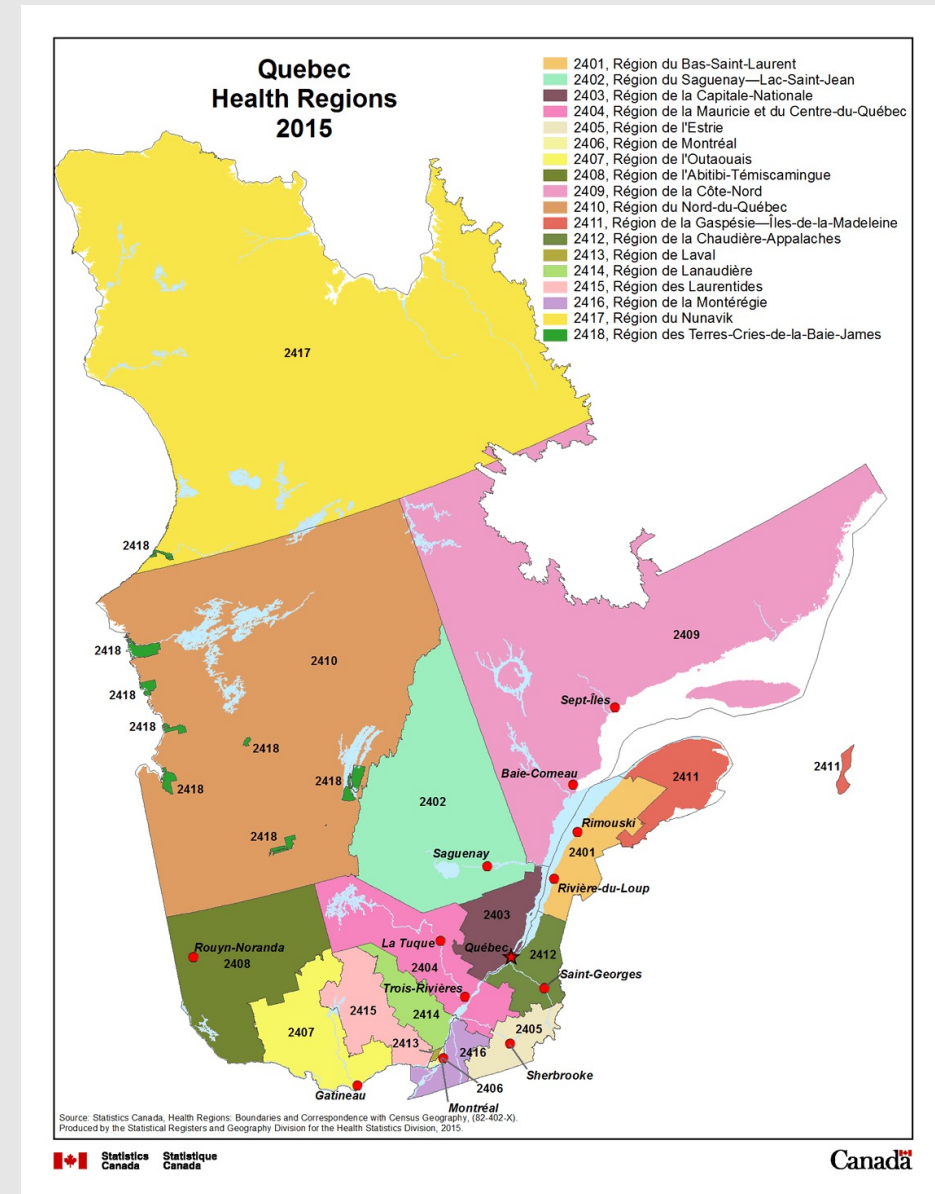 Quebec
Health Regions
2015
2401, Région du Bas-Saint-Laurent
2402, Région du Saguenay—Lac-Saint-Jean
2403, Région de la Capitale-Nationale
2404, Région de la Mauricie et du Centre-du-Québec
2405, Région de l'Estrie
2406, Région de Montréal
2407, Région de l'Outaouais
2408, Région de l'Abitibi-Témiscamingue
2409, Région de la Côte-Nord
2410, Région du Nord-du-Québec
2411, Région de la Gaspésie—Îles-de-la-Madeleine
2412, Région de la Chaudière-Appalaches
2413, Région de Laval
2414, Région de Lanaudière
2415, Région des Laurentides
2416, Région de la Montérégie
2417, Région du Nunavik
2418, Région des Terres-Cries-de-la-Baie-James
2417
2418
2409
2418
2410
2418
Sept-Îles
2418
2418
2411
2411
Baie-Comeau
2418
2418
2402
Rimouski
2418
Saguenay
2401
Rivière-du-Loup
2403
La Tuque
Québec
Rouyn-Noranda
2412
2408
2404
Saint-Georges
Trois-Rivières
2415
2414
2405
2407
2413
2416
Sherbrooke
2406
Gatineau
Montréal
Source: Statistics Canada, Health Regions: Boundaries and Correspondence with Census Geography, (82-402-X).
Produced by the Statistical Registers and Geography Division for the Health Statistics Division, 2015.
Statistics Statistique
Canada Canada
Canada